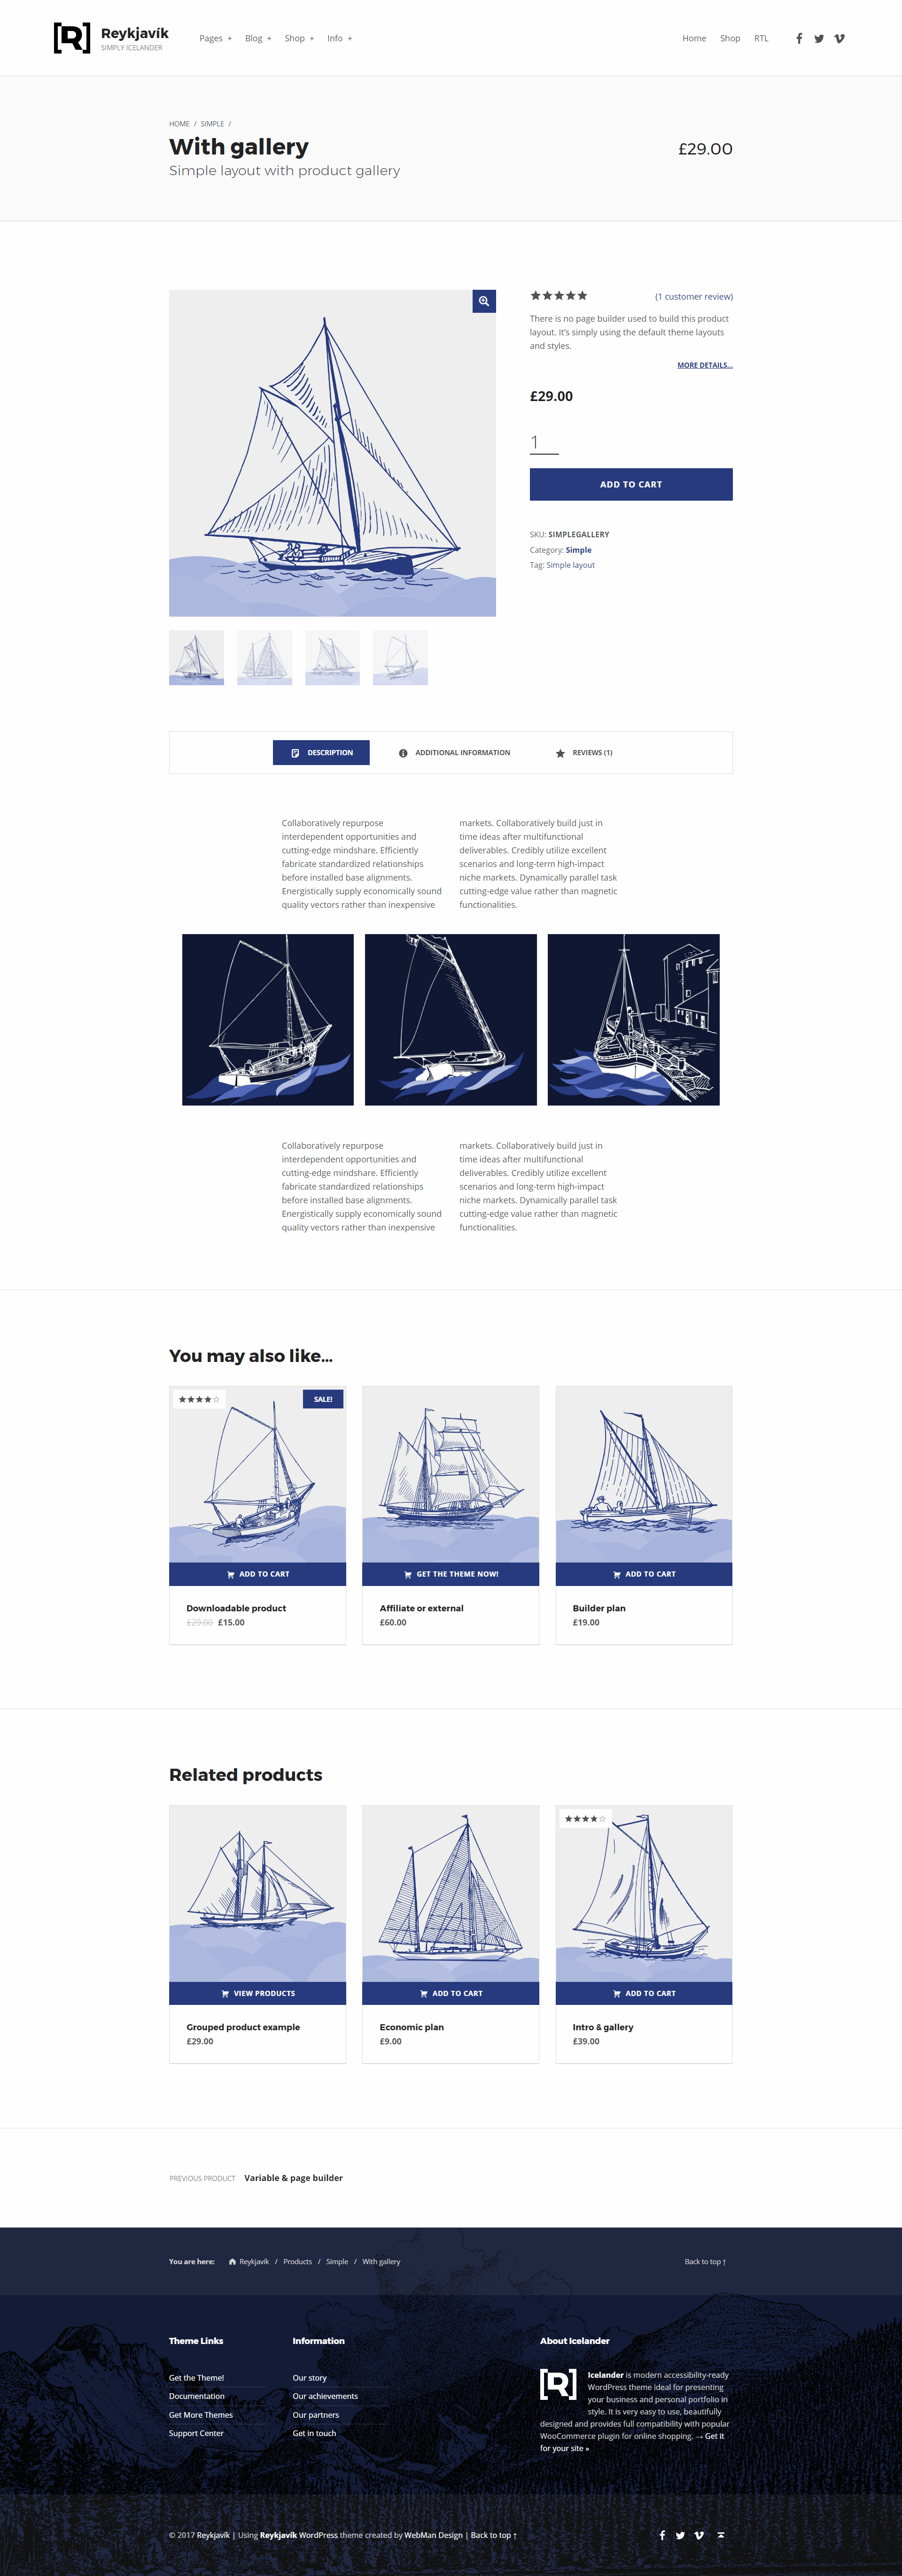 Reykjavík
SIMPLY ICELANDER
Pages + Blog + Shop + Info +
Home Shop RTL
HOME / SIMPLE /
With gallery
Simple layout with product gallery
£29.00
(1 customer review)
There is no page builder used to build this product
layout. It's simply using the default theme layouts
and styles.
MORE DETAILS...
£29.00
1
ADD TO CART
SKU: SIMPLEGALLERY
Category: Simple
Tag: Simple layout
DESCRIPTION ADDITIONAL INFORMATION REVIEWS (1)
Collaboratively repurpose
interdependent opportunities and
cutting-edge mindshare. Efficiently
fabricate standardized relationships
before installed base alignments.
Energistically supply economically sound
quality vectors rather than inexpensive
markets. Collaboratively build just in
time ideas after multifunctional
deliverables. Credibly utilize excellent
scenarios and long-term high-impact
niche markets. Dynamically parallel task
cutting-edge value rather than magnetic
functionalities.
Collaboratively repurpose
interdependent opportunities and
cutting-edge mindshare. Efficiently
fabricate standardized relationships
before installed base alignments.
Energistically supply economically sound
quality vectors rather than inexpensive
markets. Collaboratively build just in
time ideas after multifunctional
deliverables. Credibly utilize excellent
scenarios and long-term high-impact
niche markets. Dynamically parallel task
cutting-edge value rather than magnetic
functionalities.
You may also like...
SALE!
ADD TO CART
Downloadable product
£29.00 £15.00
GET THE THEME NOW!
Affiliate or external
£60.00
ADD TO CART
Builder plan
£19.00
Related products
VIEW PRODUCTS
Grouped product example
£29.00
ADD TO CART
Economic plan
£9.00
ADD TO CART
Intro & gallery
£39.00
PREVIOUS PRODUCT Variable & page builder
You are here: Reykjavík / Products / Simple / With gallery
Back to top ↑
Theme Links
Get the Theme!
Documentation
Get More Themes
Support Center
Information
Our story
Our achievements
Our partners
Get in touch
About Icelander
[R]
Icelander is modern accessibility-ready
WordPress theme ideal for presenting
your business and personal portfolio in
style. It is very easy to use, beautifully
designed and provides full compatibility with popular
WooCommerce plugin for online shopping. → Get it
for your site »
© 2017 Reykjavík | Using Reykjavík WordPress theme created by WebMan Design | Back to top ↑